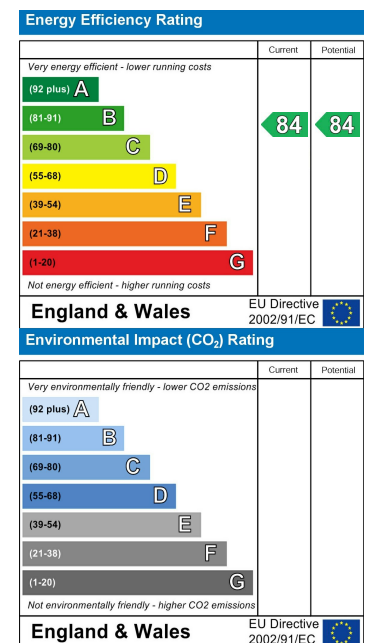 Energy Efficiency Rating
Current Potential
Very energy efficient - lower running costs
(92 plus) A
(81-91) B 84 84
(69-80) C
(55-68) D
(39-54) E
(21-38) F
(1-20) G
Not energy efficient - higher running costs
England & Wales EU Directive
2002/91/EC
Environmental Impact (CO₂) Rating
Current Potential
Very environmentally friendly - lower CO2 emissions
(92 plus) A
(81-91) B
(69-80) C
(55-68) D
(39-54) E
(21-38) F
(1-20) G
Not environmentally friendly - higher CO2 emissions
England & Wales EU Directive
2002/91/EC